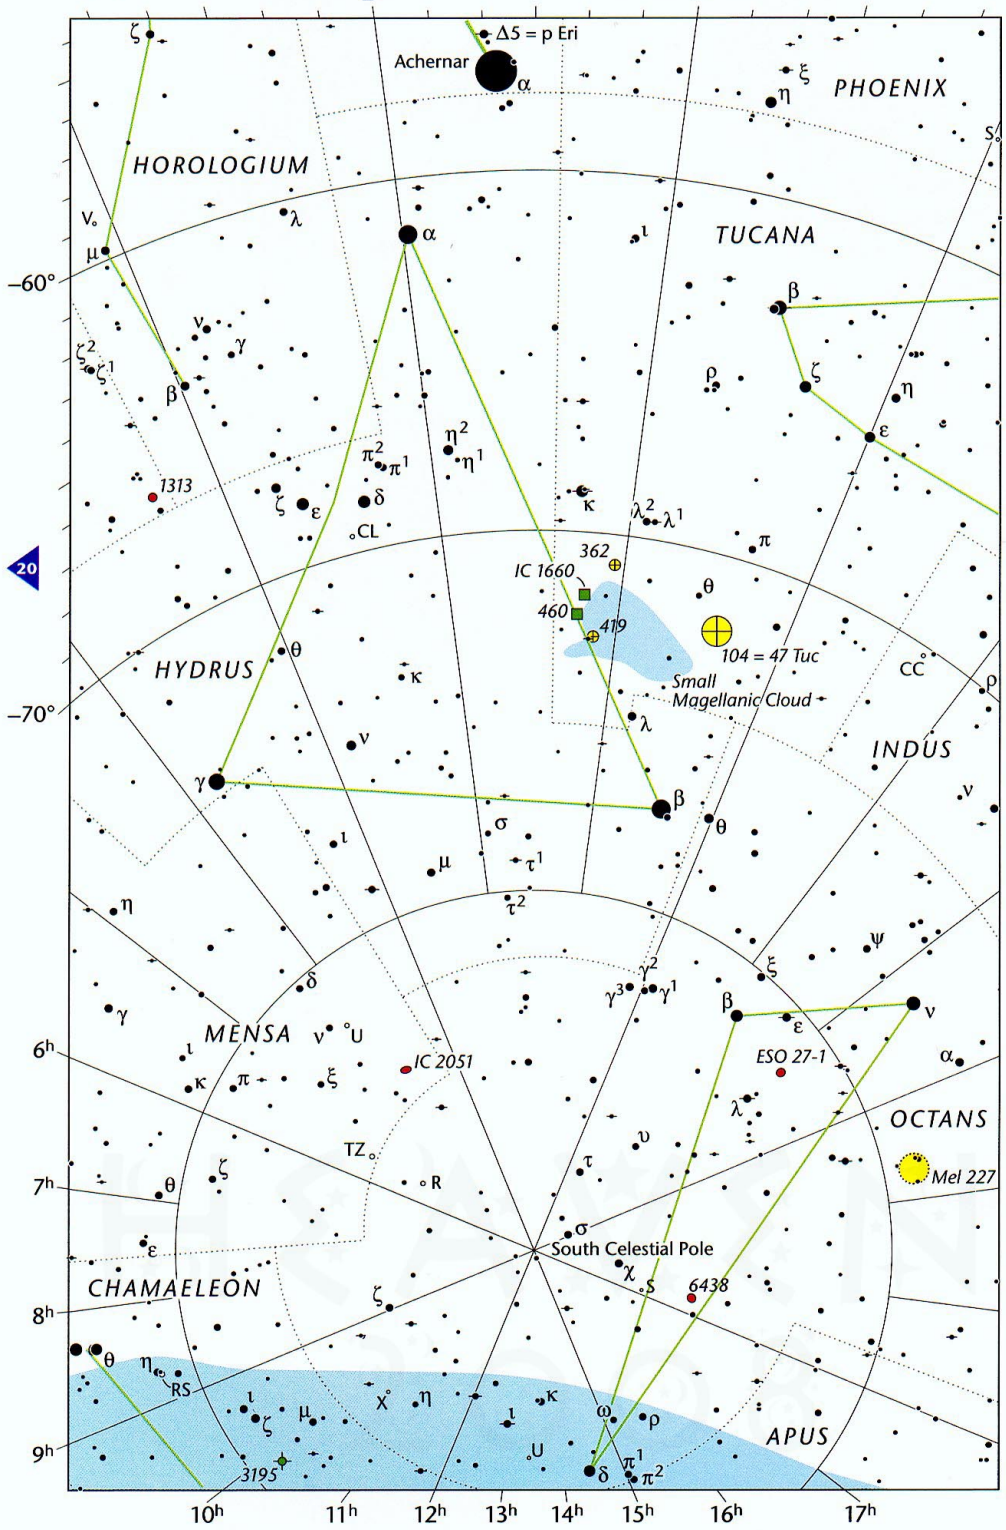 ζ
Δ5 = p Eri
Achernar
α
ξ
η
PHOENIX
S
HOROLOGIUM
V
λ
μ
α
ι
TUCANA
−60°
β
ν
γ
ζ² ζ¹
β
ρ
ζ
η
ε
π² π¹
η² η¹
1313
ζ
ε
δ
CL
κ
λ² λ¹
π
20
362
IC 1660
460
419
θ
104 = 47 Tuc
CC
ρ
HYDRUS
θ
κ
Small
Magellanic Cloud
−70°
λ
ν
INDUS
γ
β
θ
ν
σ
ι
μ
τ¹
τ²
η
ψ
ξ
δ
γ³ γ² γ¹
β
ε
ν
γ
MENSA
ν
U
6h
ι
κ
π
ξ
IC 2051
ESO 27-1
α
λ
OCTANS
TZ
υ
τ
Mel 227
7h
θ
ζ
R
ε
σ
South Celestial Pole
χ
S
6438
CHAMAELEON
8h
ζ
θ
η
RS
ι
ζ
μ
X
η
ι
κ
ω
ρ
APUS
9h
3195
U
δ
π¹
π²
10h 11h 12h 13h 14h 15h 16h 17h